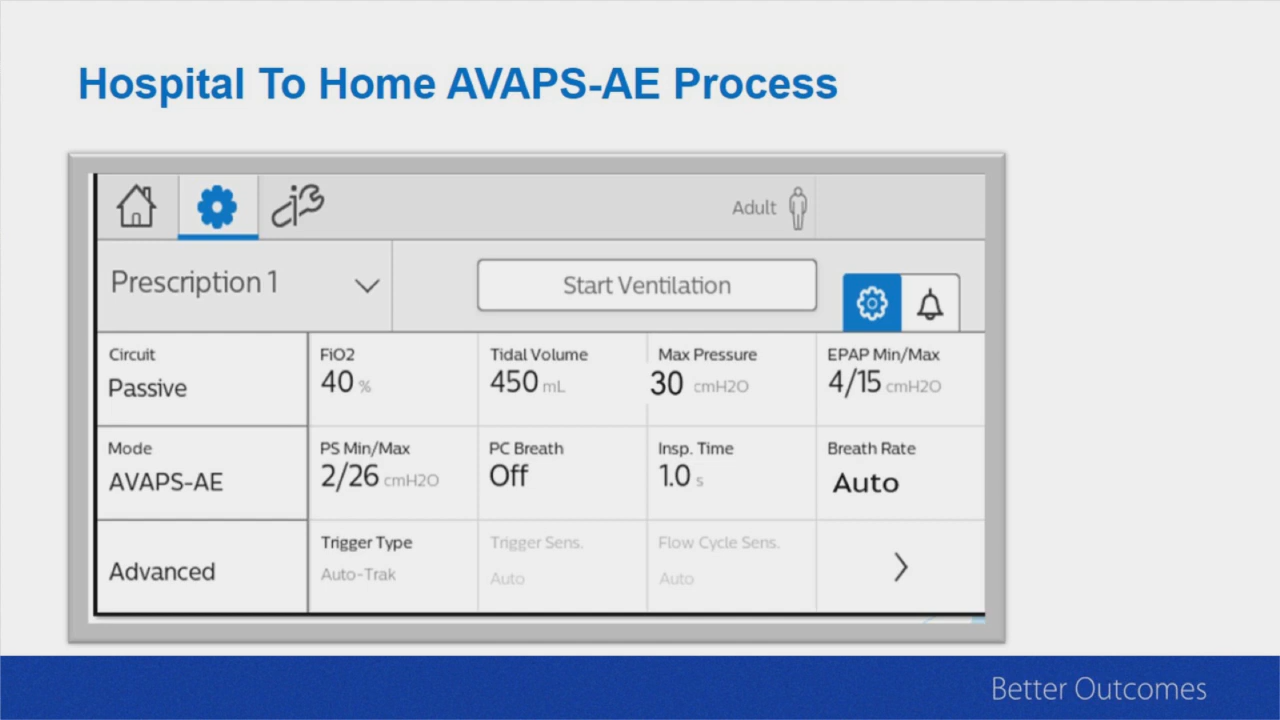 Hospital To Home AVAPS-AE Process
Adult
Prescription 1
Start Ventilation
Circuit
Passive
FiO2
40 %
Tidal Volume
450 mL
Max Pressure
30 cmH2O
EPAP Min/Max
4/15 cmH2O
Mode
AVAPS-AE
PS Min/Max
2/26 cmH2O
PC Breath
Off
Insp. Time
1.0 s
Breath Rate
Auto
Advanced
Trigger Type
Auto-Trak
Trigger Sens.
Auto
Flow Cycle Sens.
Auto
Better Outcomes